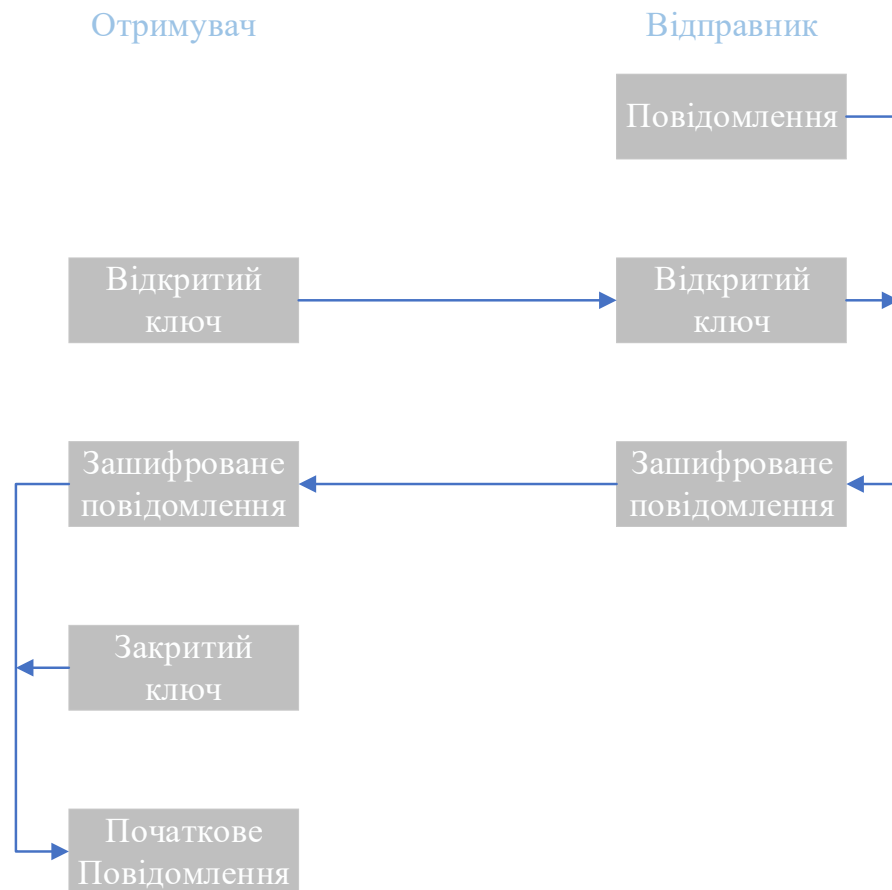 Отримувач
Відправник
Повідомлення
Відкритий
ключ
Відкритий
ключ
Зашифроване
повідомлення
Зашифроване
повідомлення
Закритий
ключ
Початкове
Повідомлення